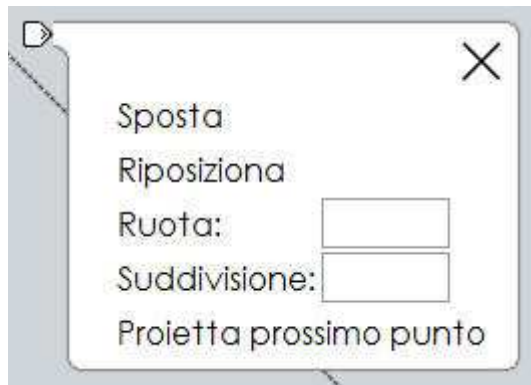 Sposta
Riposiziona
Ruota:
Suddivisione:
Proietta prossimo punto